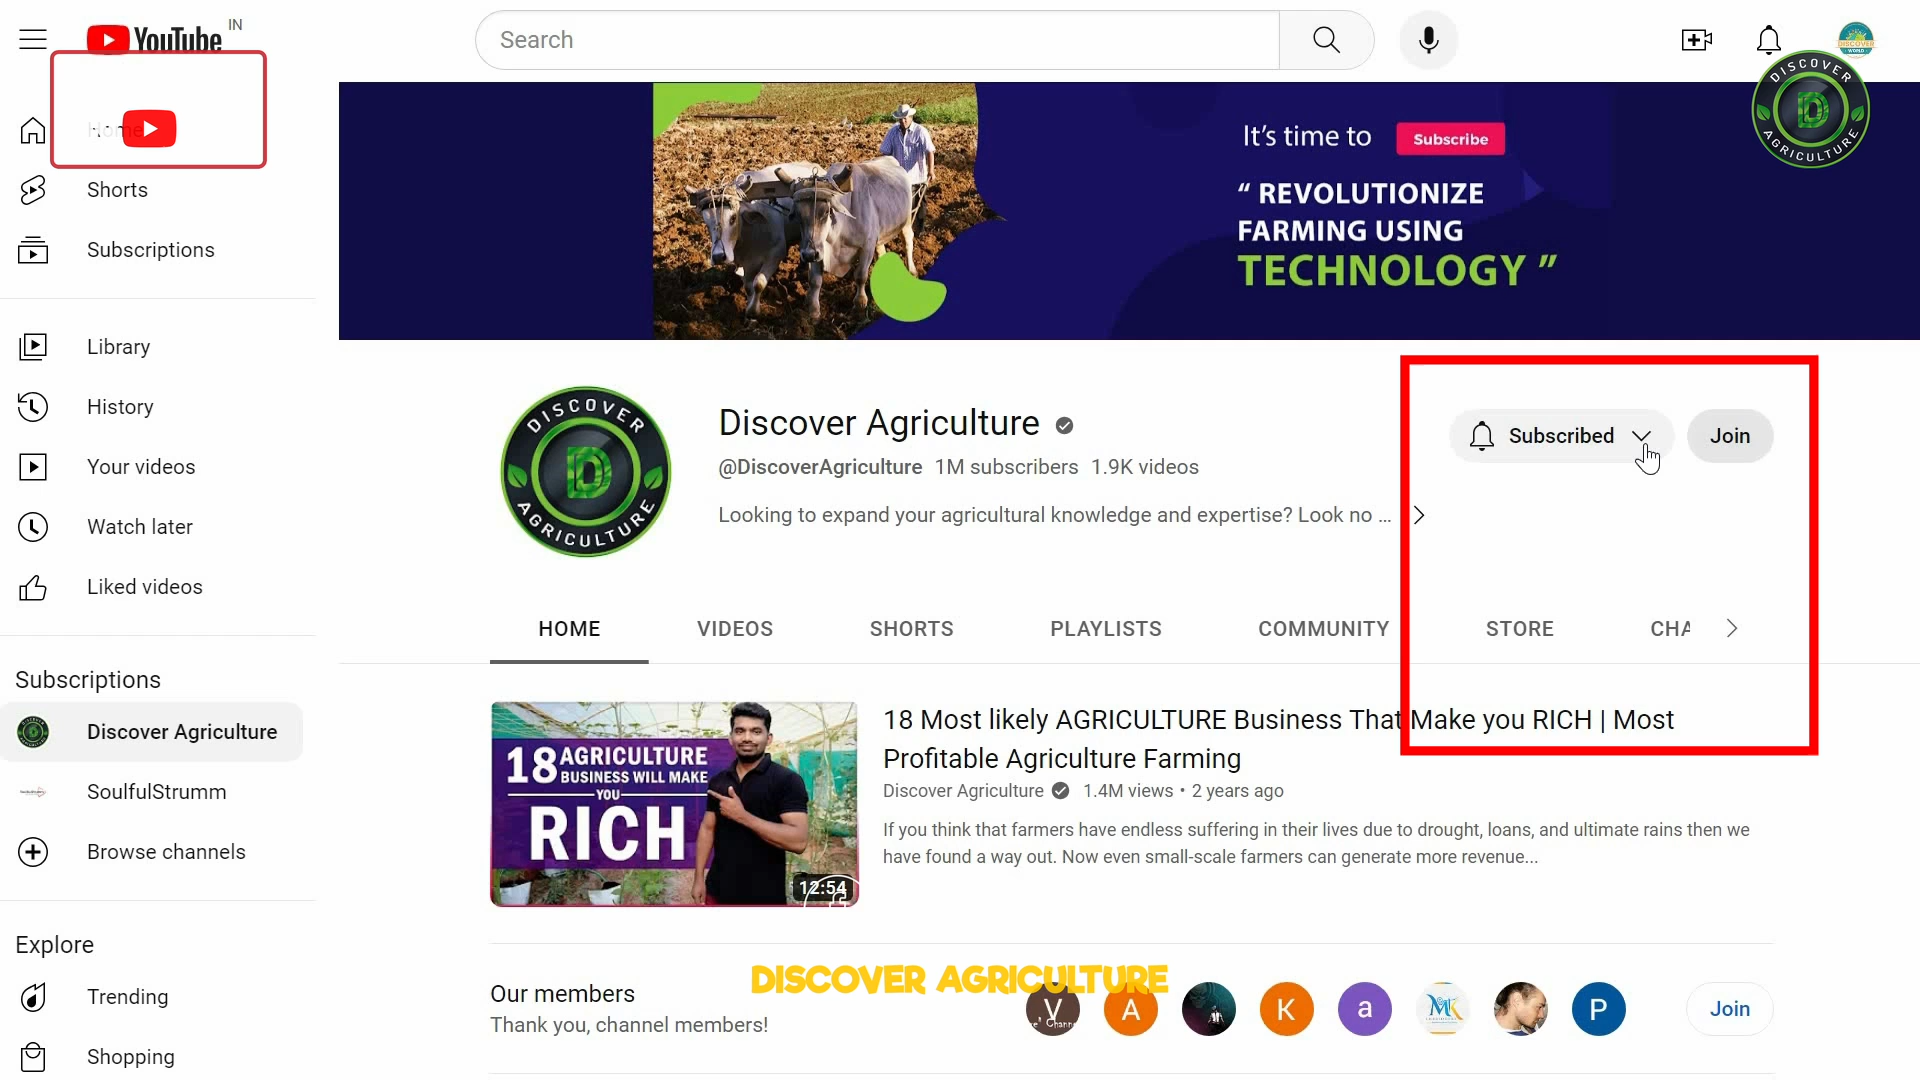 YouTube IN
Search
Home
Shorts
Subscriptions
Library
History
Your videos
Watch later
Liked videos
Subscriptions
Discover Agriculture
SoulfulStrumm
Browse channels
Explore
Trending
Shopping
It's time to Subscribe
“ REVOLUTIONIZE
FARMING USING
TECHNOLOGY ”
DISCOVER
D
AGRICULTURE
DISCOVER
D
AGRICULTURE
Discover Agriculture
@DiscoverAgriculture 1M subscribers 1.9K videos
Looking to expand your agricultural knowledge and expertise? Look no ...
Subscribed
Join
HOME VIDEOS SHORTS PLAYLISTS COMMUNITY STORE CHA
18 AGRICULTURE
BUSINESS WILL MAKE
YOU
RICH
12:54
18 Most likely AGRICULTURE Business That Make you RICH | Most
Profitable Agriculture Farming
Discover Agriculture 1.4M views • 2 years ago
If you think that farmers have endless suffering in their lives due to drought, loans, and ultimate rains then we
have found a way out. Now even small-scale farmers can generate more revenue...
DISCOVER AGRICULTURE
Our members
Thank you, channel members!
V A K a P
Join